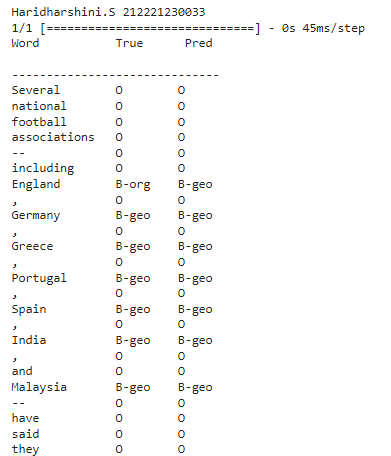 Haridharshini.S 212221230033
1/1 [==============================] - 0s 45ms/step
Word True Pred
------------------------------
Several O O
national O O
football O O
associations O O
-- O O
including O O
England B-org B-geo
, O O
Germany B-geo B-geo
, O O
Greece B-geo B-geo
, O O
Portugal B-geo B-geo
, O O
Spain B-geo B-geo
, O O
India B-geo B-geo
, O O
and O O
Malaysia B-geo B-geo
-- O O
have O O
said O O
they O O